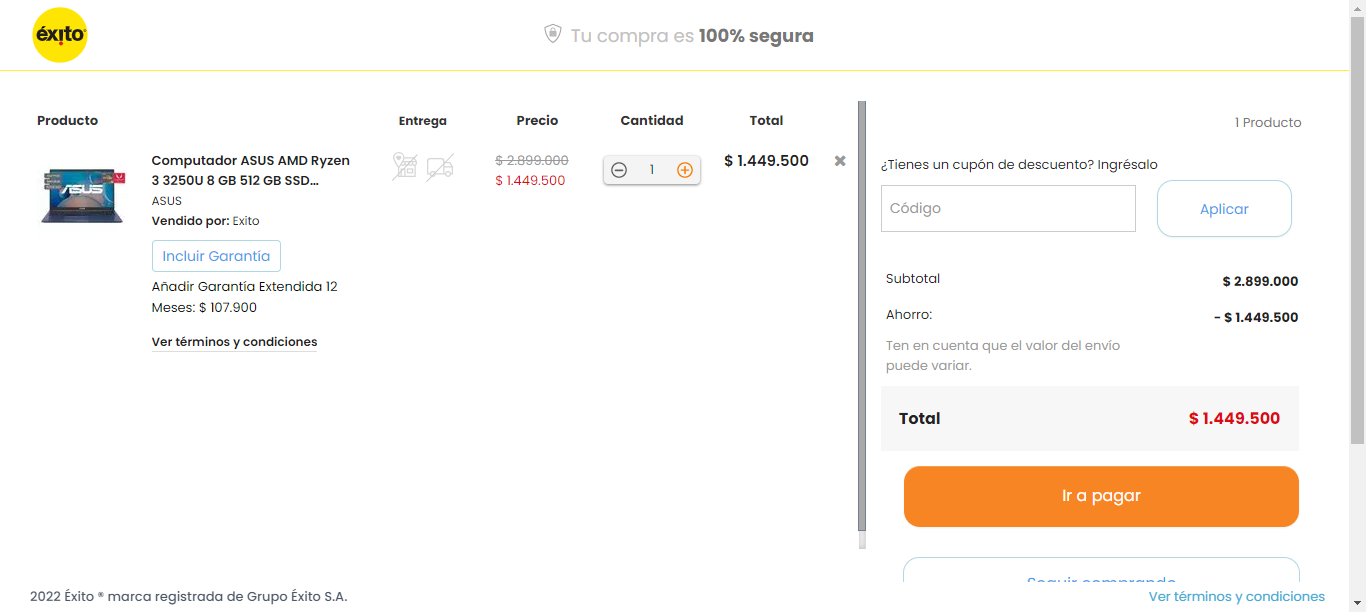 éxito
Tu compra es 100% segura
Producto
Entrega
Precio
Cantidad
Total
Computador ASUS AMD Ryzen
3 3250U 8 GB 512 GB SSD...
ASUS
Vendido por: Exito
Incluir Garantía
Añadir Garantía Extendida 12
Meses: $ 107.900
Ver términos y condiciones
ASUS
$ 2.899.000
$ 1.449.500
1
$ 1.449.500
1 Producto
¿Tienes un cupón de descuento? Ingrésalo
Código
Aplicar
Subtotal $ 2.899.000
Ahorro: - $ 1.449.500
Ten en cuenta que el valor del envío
puede variar.
Total $ 1.449.500
Ir a pagar
Seguir comprando
2022 Éxito ® marca registrada de Grupo Éxito S.A.
Ver términos y condiciones